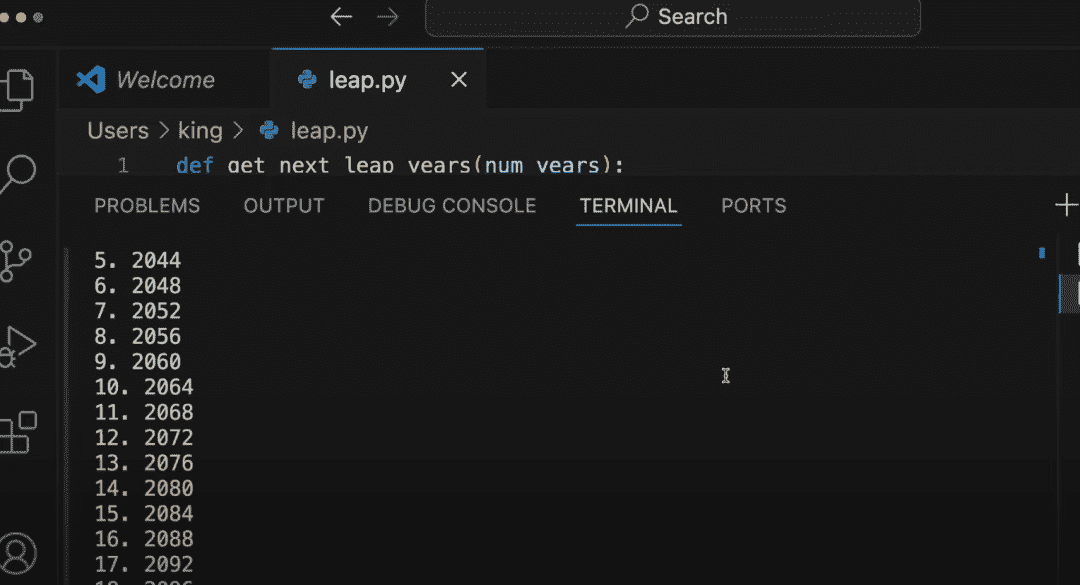 Search
Welcome
leap.py
Users > king > leap.py
1 def get_next_leap_years(num_years):
PROBLEMS OUTPUT DEBUG CONSOLE TERMINAL PORTS
5. 2044
6. 2048
7. 2052
8. 2056
9. 2060
10. 2064
11. 2068
12. 2072
13. 2076
14. 2080
15. 2084
16. 2088
17. 2092
18. 2096